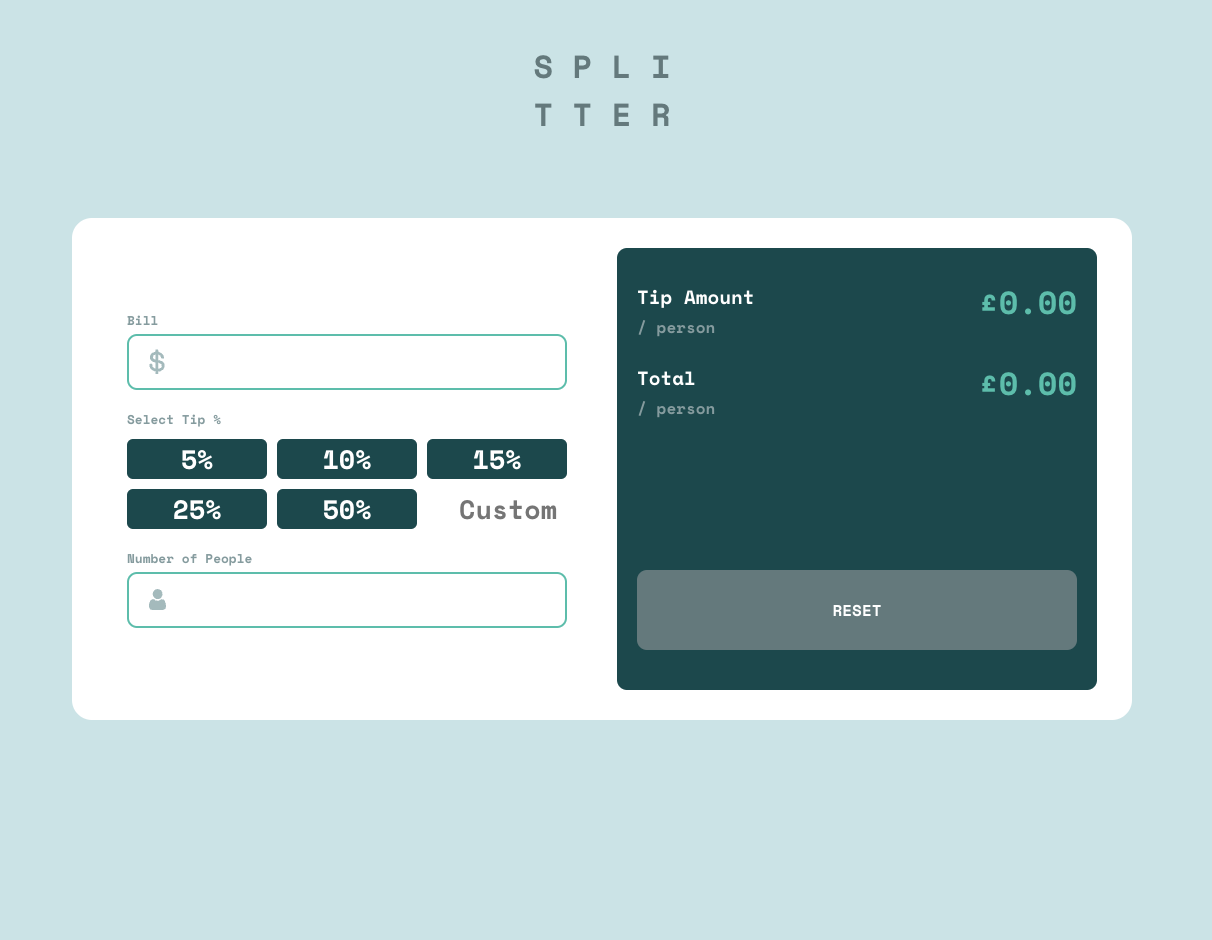 S P L I
T T E R
Bill
$
Select Tip %
5% 10% 15%
25% 50% Custom
Number of People
Tip Amount £0.00
/ person
Total £0.00
/ person
RESET